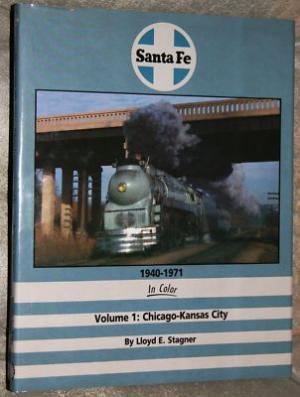 Santa Fe
1940-1971
In Color
Volume 1: Chicago-Kansas City
By Lloyd E. Stagner